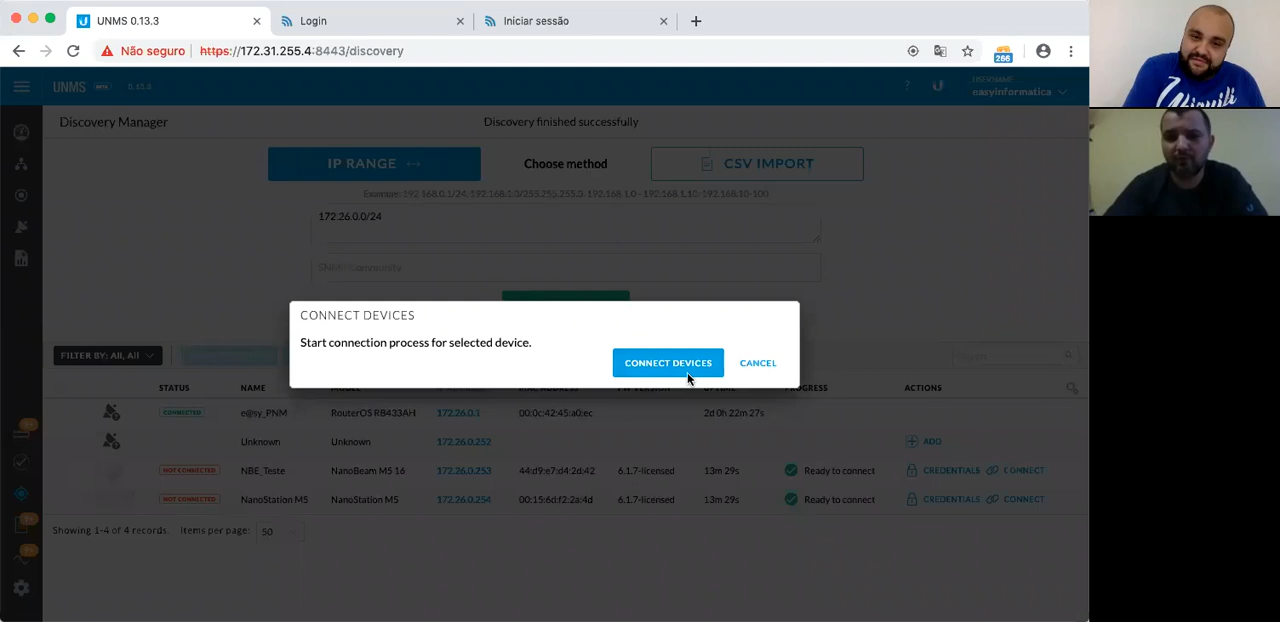 UNMS 0.13.3
Login
Iniciar sessão
Não seguro
https://172.31.255.4:8443/discovery
266
UNMS BETA 0.13.3
?
USERNAME
easyinformatica
Discovery Manager
Discovery finished successfully
IP RANGE
Choose method
CSV IMPORT
Example: 192.168.0.1/24, 192.168.1.0/255.255.255.0, 192.168.1.0 - 192.168.1.10, 192.168.10-100
172.26.0.0/24
SNMP Community
CONNECT DEVICES
Start connection process for selected device.
CONNECT DEVICES
CANCEL
FILTER BY: All, All
Search
STATUS NAME MODEL MAC ADDRESS FW VERSION UPTIME PROGRESS ACTIONS
CONNECTED e@sy_PNM RouterOS RB433AH 172.26.0.1 00:0c:42:45:a0:ec 2d 0h 22m 27s
Unknown Unknown 172.26.0.252 ADD
NOT CONNECTED NBE_Teste NanoBeam M5 16 172.26.0.253 44:d9:e7:d4:2d:42 6.1.7-licensed 13m 29s Ready to connect CREDENTIALS CONNECT
NOT CONNECTED NanoStation M5 NanoStation M5 172.26.0.254 00:15:6d:f2:2a:4d 6.1.7-licensed 13m 29s Ready to connect CREDENTIALS CONNECT
Showing 1-4 of 4 records. Items per page: 50